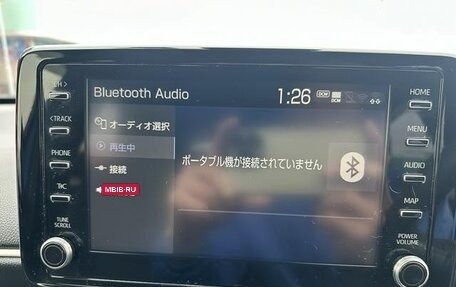 Bluetooth Audio
1:26
CH >
HOME
< TRACK
MENU
PHONE
AUDIO
MAP
TUNE
SCROLL
POWER
VOLUME
オーディオ選択
再生中
接続
ポータブル機が接続されていません
MBIB-RU